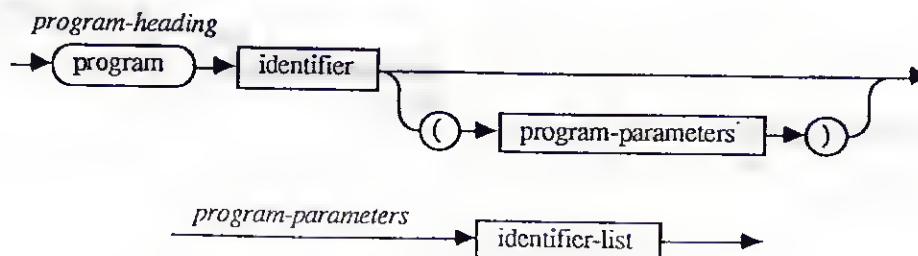 program-heading
program identifier
( program-parameters )
program-parameters
identifier-list